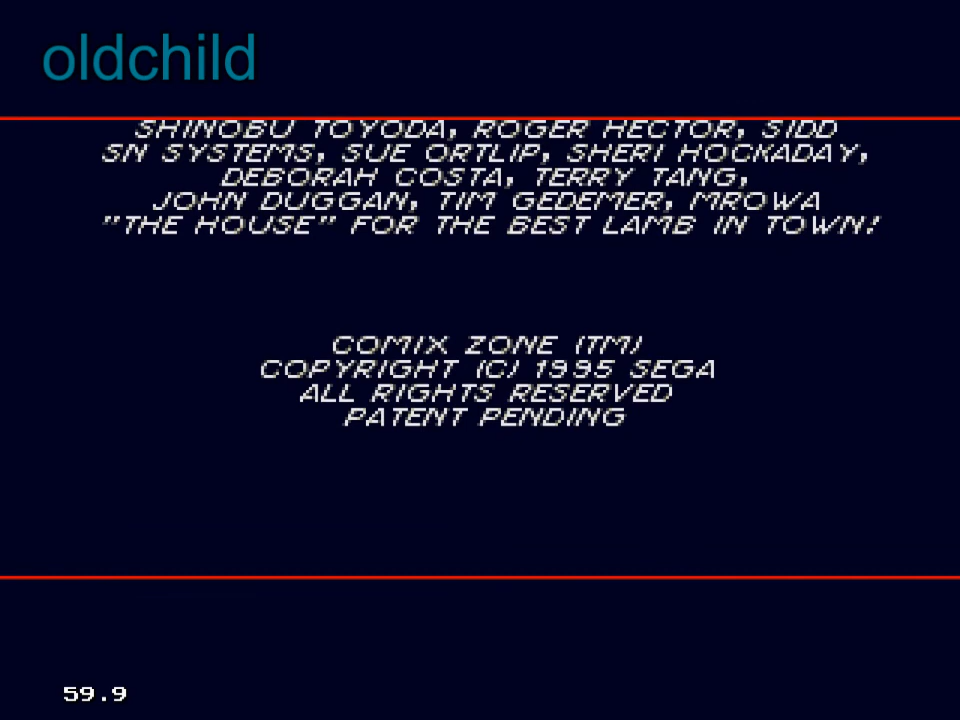 oldchild
SHINOBU TOYODA, ROGER HECTOR, SIDD
SN SYSTEMS, SUE ORTLIP, SHERI HOCKADAY,
DEBORAH COSTA, TERRY TANG,
JOHN DUGGAN, TIM GEDEMER, MROWA
"THE HOUSE" FOR THE BEST LAMB IN TOWN!
COMIX ZONE (TM)
COPYRIGHT (C) 1995 SEGA
ALL RIGHTS RESERVED
PATENT PENDING
59.9